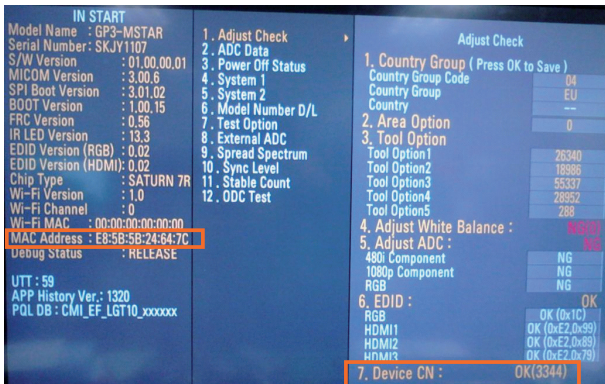 IN START
Model Name : GP3-MSTAR
Serial Number : SKJY1107
S/W Version : 01.00.00.01
MICOM Version : 3.00.6
SPI Boot Version : 3.01.02
BOOT Version : 1.00.15
FRC Version : 0.56
IR LED Version : 13.3
EDID Version (RGB) : 0.02
EDID Version (HDMI): 0.02
Chip Type : SATURN 7R
Wi-Fi Version : 1.0
Wi-Fi Channel : 0
Wi-Fi MAC : 00:00:00:00:00:00
MAC Address : E8:5B:5B:24:64:7C
Debug Status : RELEASE
UTT : 59
APP History Ver.: 1320
PQL DB : CMI_EF_LGT10_xxxxxx
1 . Adjust Check
2 . ADC Data
3 . Power Off Status
4 . System 1
5 . System 2
6 . Model Number D/L
7 . Test Option
8 . External ADC
9 . Spread Spectrum
10 . Sync Level
11 . Stable Count
12 . ODC Test
Adjust Check
1. Country Group ( Press OK to Save )
Country Group Code 04
Country Group EU
Country --
2. Area Option 0
3. Tool Option
Tool Option1 26340
Tool Option2 18986
Tool Option3 55337
Tool Option4 28952
Tool Option5 288
4. Adjust White Balance :
5. Adjust ADC : NG
480i Component NG
1080p Component NG
RGB NG
6. EDID : OK
RGB OK (0x1C)
HDMI1 OK (0xE2,0x99)
HDMI2 OK (0xE2,0x89)
HDMI3 OK (0xE2,0x79)
7. Device CN : OK(3344)